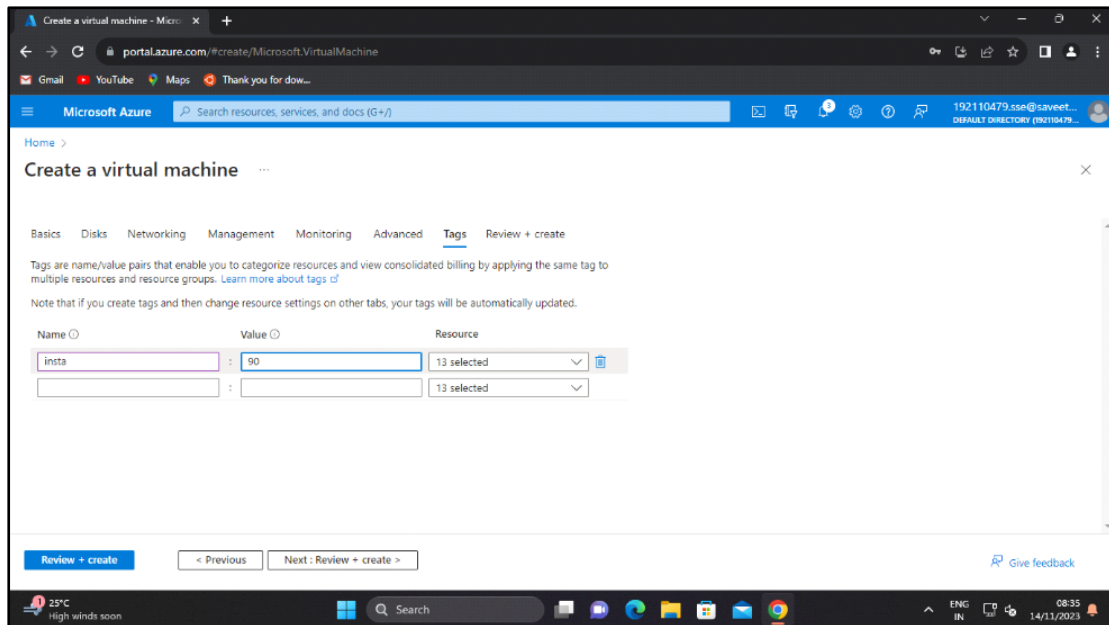 Create a virtual machine - Micro
portal.azure.com/#create/Microsoft.VirtualMachine
Gmail YouTube Maps Thank you for dow...
Microsoft Azure Search resources, services, and docs (G+/) 3 192110479.sse@saveet...
DEFAULT DIRECTORY (192110479...
Home >
Create a virtual machine ...
Basics Disks Networking Management Monitoring Advanced Tags Review + create
Tags are name/value pairs that enable you to categorize resources and view consolidated billing by applying the same tag to
multiple resources and resource groups. Learn more about tags
Note that if you create tags and then change resource settings on other tabs, your tags will be automatically updated.
Name Value Resource
insta : 90 13 selected
: 13 selected
Review + create < Previous Next : Review + create > Give feedback
1 25°C Search ENG 08:35
High winds soon IN 14/11/2023